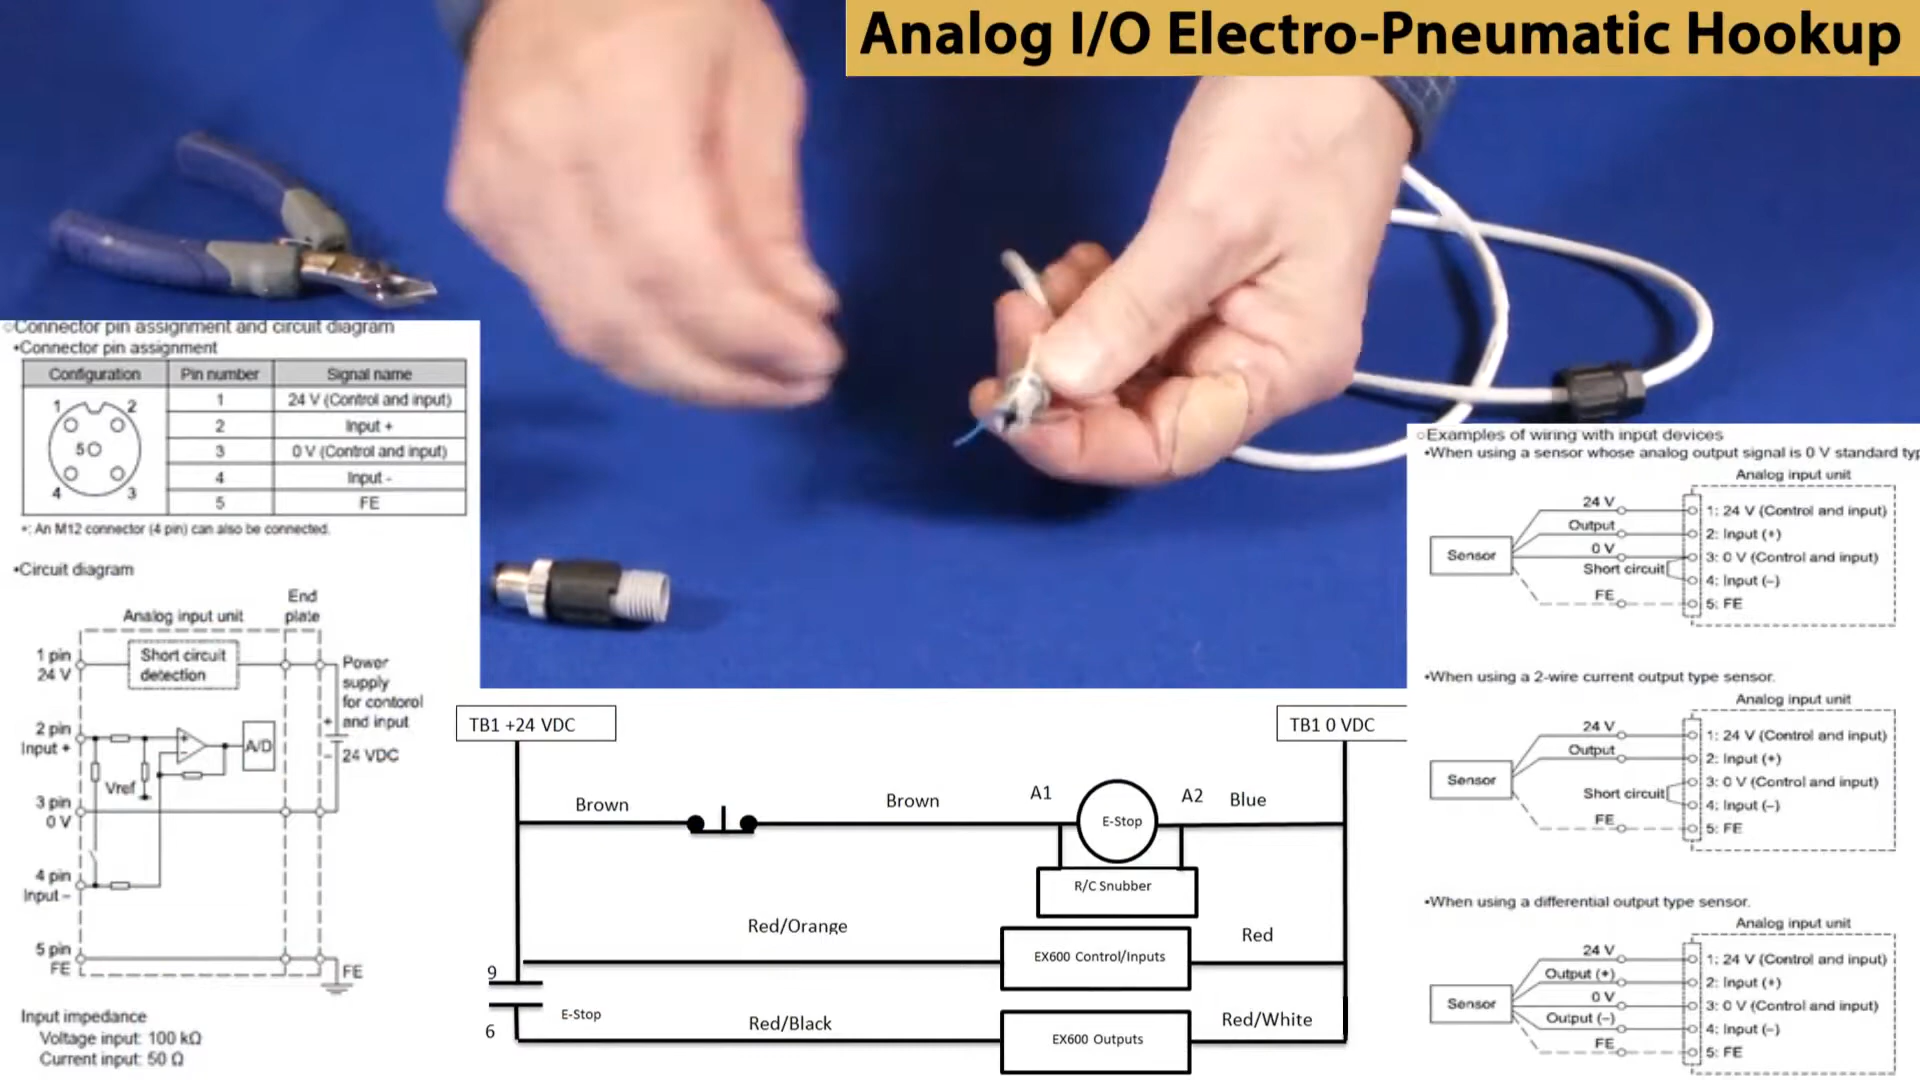 Analog I/O Electro-Pneumatic Hookup
○Connector pin assignment and circuit diagram
•Connector pin assignment
Configuration Pin number Signal name
1 24 V (Control and input)
2 Input +
3 0 V (Control and input)
4 Input -
5 FE
1 2
5
4 3
*: An M12 connector (4 pin) can also be connected.
•Circuit diagram
Analog input unit
End
plate
1 pin
24 V
Short circuit
detection
Power
supply
for contorol
and input
24 VDC
2 pin
Input +
A/D
Vref
3 pin
0 V
4 pin
Input –
5 pin
FE
FE
Input impedance
Voltage input: 100 kΩ
Current input: 50 Ω
TB1 +24 VDC
TB1 0 VDC
Brown
Brown
A1
E-Stop
A2
Blue
R/C Snubber
Red/Orange
EX600 Control/Inputs
Red
9
E-Stop
6
Red/Black
EX600 Outputs
Red/White
○Examples of wiring with input devices
•When using a sensor whose analog output signal is 0 V standard typ
Analog input unit
Sensor
24 V
Output
0 V
Short circuit
FE
1: 24 V (Control and input)
2: Input (+)
3: 0 V (Control and input)
4: Input (–)
5: FE
•When using a 2-wire current output type sensor.
Analog input unit
Sensor
24 V
Output
Short circuit
FE
1: 24 V (Control and input)
2: Input (+)
3: 0 V (Control and input)
4: Input (–)
5: FE
•When using a differential output type sensor.
Analog input unit
Sensor
24 V
Output (+)
0 V
Output (–)
FE
1: 24 V (Control and input)
2: Input (+)
3: 0 V (Control and input)
4: Input (–)
5: FE